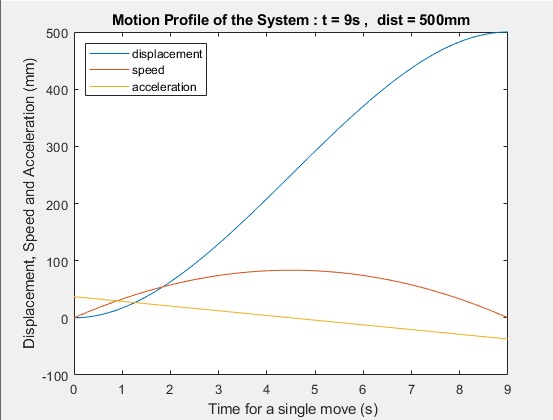 Motion Profile of the System : t = 9s , dist = 500mm
500
400
300
200
100
0
-100
displacement
speed
acceleration
Displacement, Speed and Acceleration (mm)
0 1 2 3 4 5 6 7 8 9
Time for a single move (s)